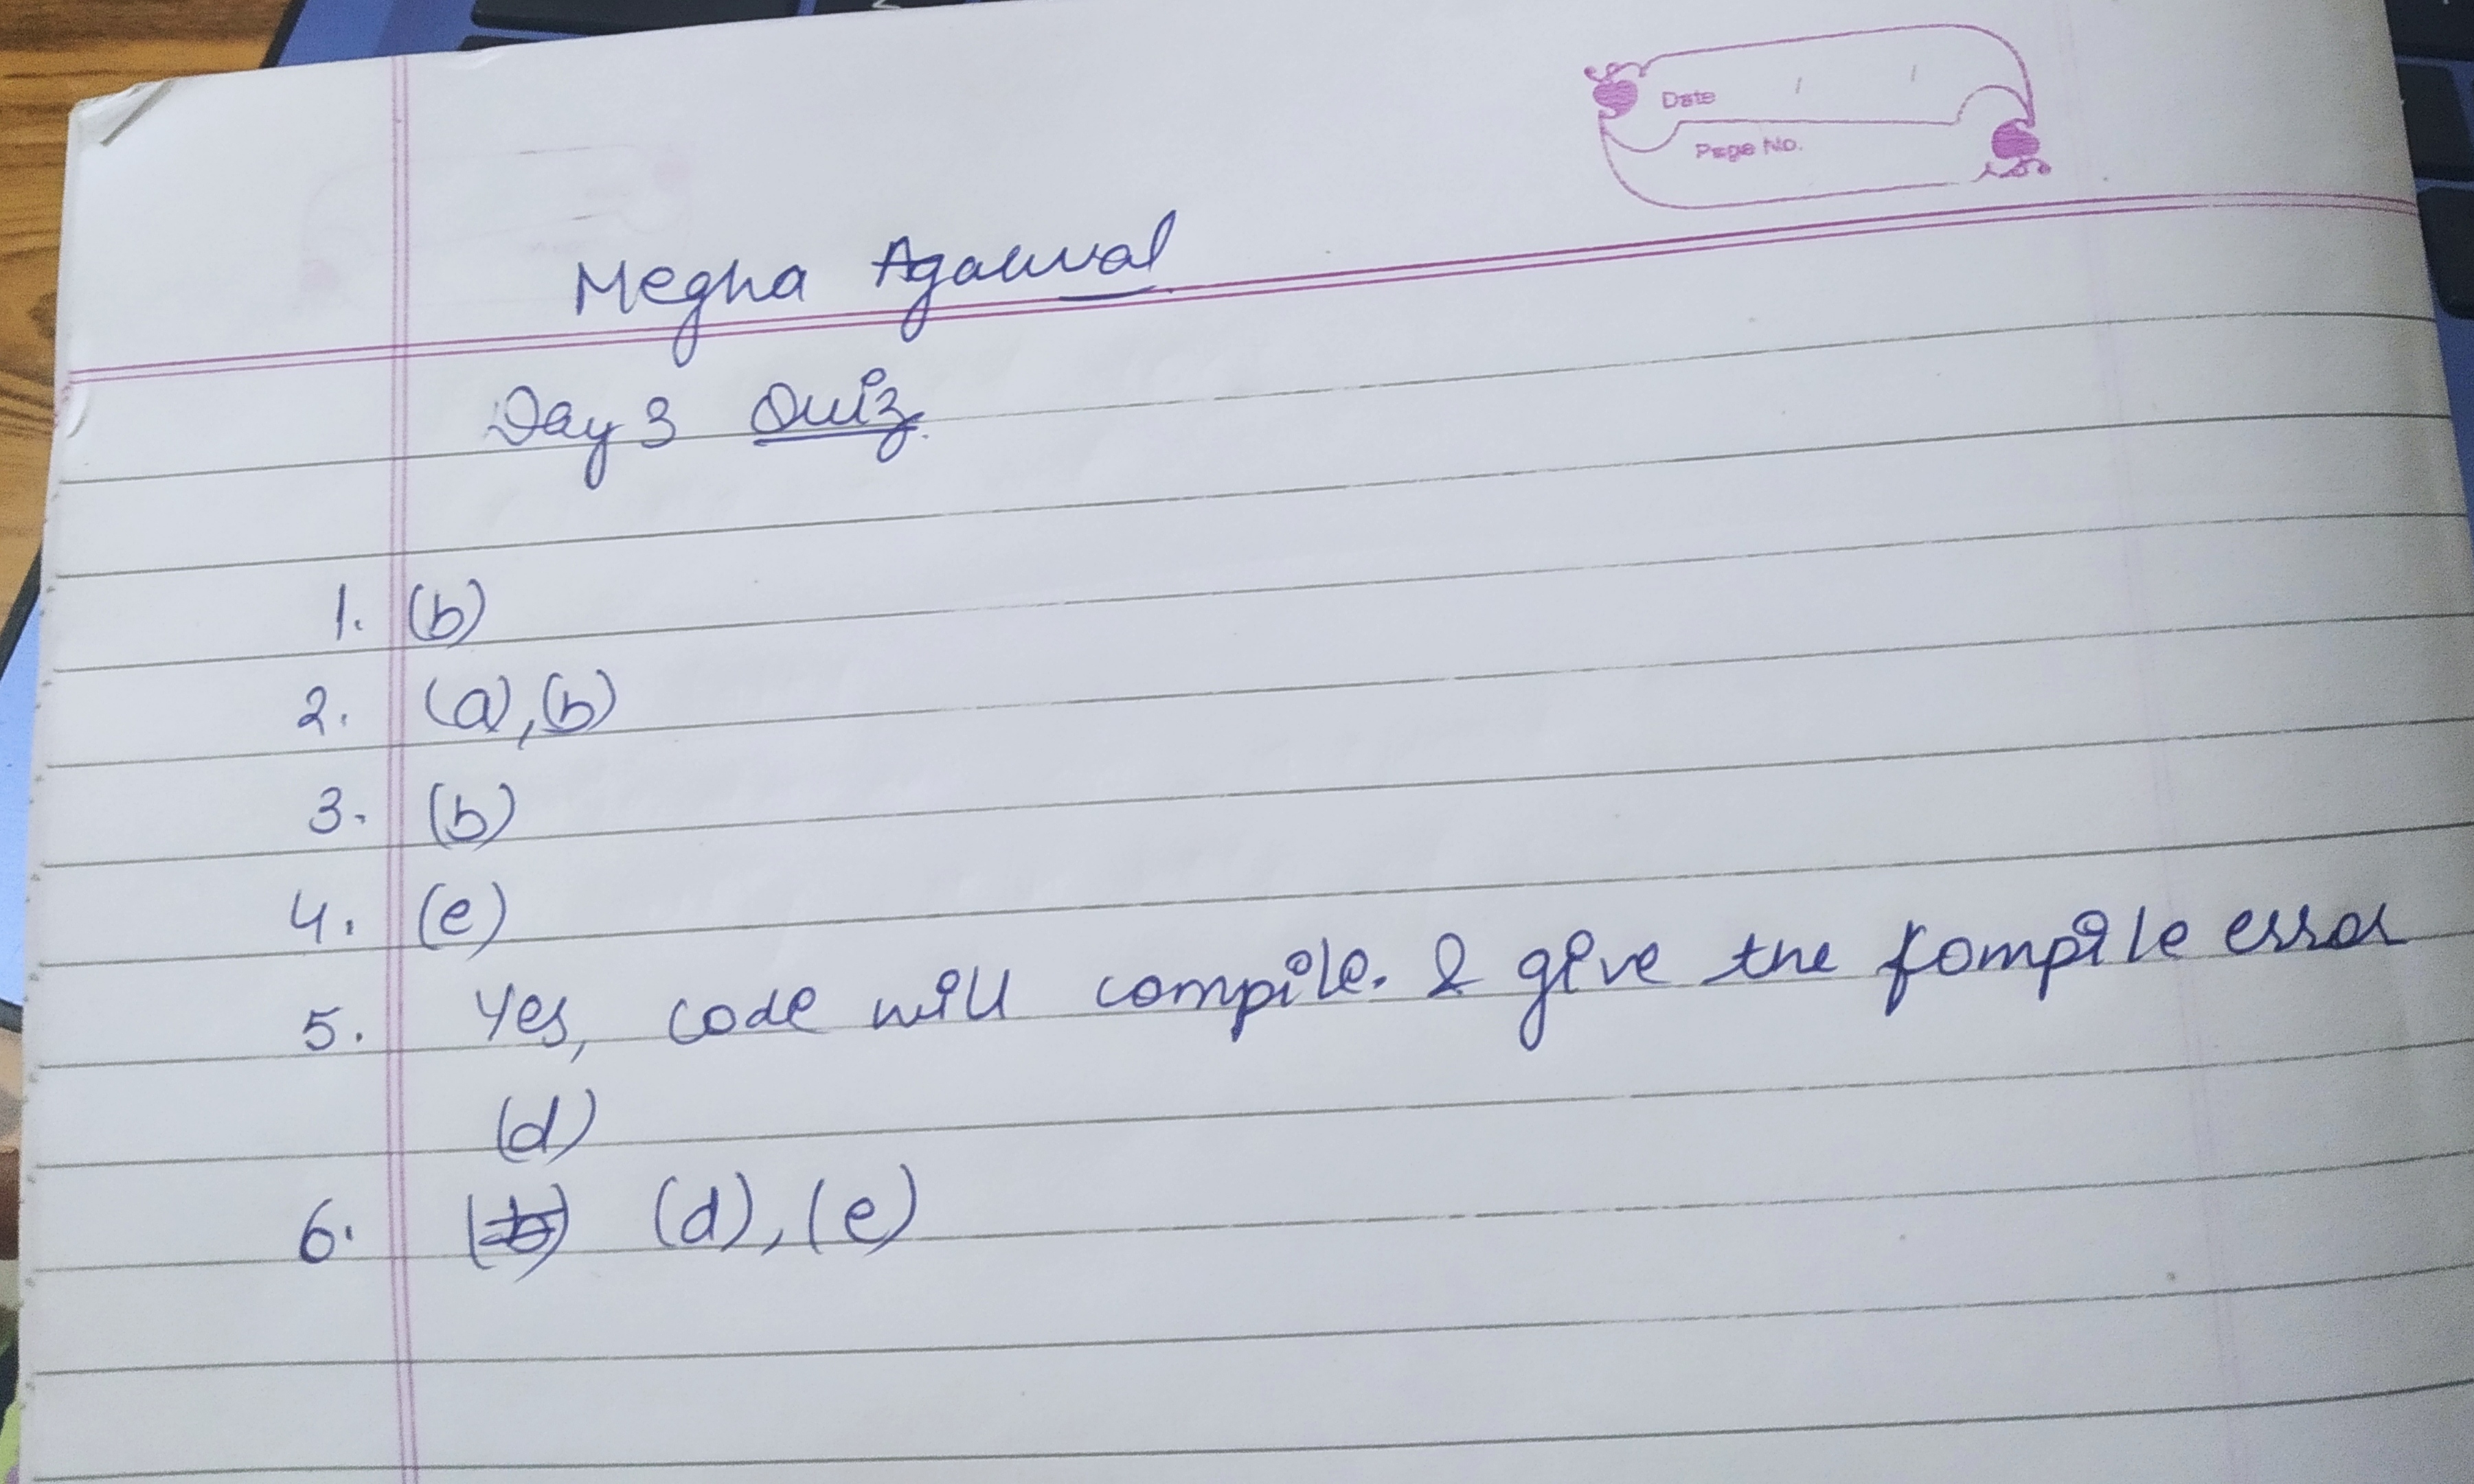 Date / /
Page No.
Megha Agarwal
Day 3 Quiz.
1. (b)
2. (a), (b)
3. (b)
4. (e)
5. Yes, code will compile. & give the compile error
(d)
6. (b) (d), (e)